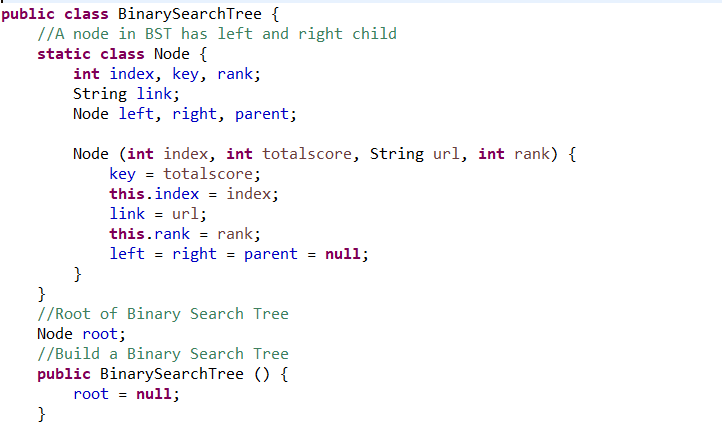 public class BinarySearchTree {
    //A node in BST has left and right child
    static class Node {
        int index, key, rank;
        String link;
        Node left, right, parent;

        Node (int index, int totalscore, String url, int rank) {
            key = totalscore;
            this.index = index;
            link = url;
            this.rank = rank;
            left = right = parent = null;
        }
    }
    //Root of Binary Search Tree
    Node root;
    //Build a Binary Search Tree
    public BinarySearchTree () {
        root = null;
    }